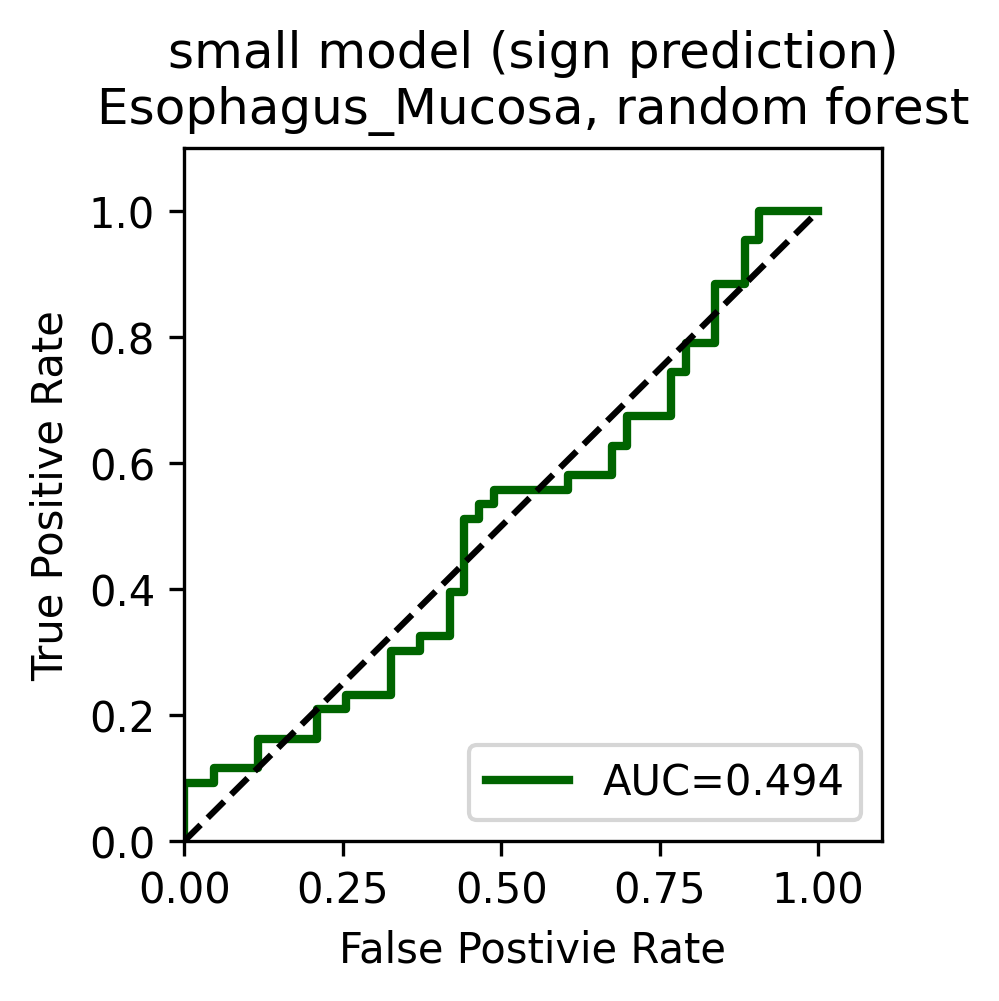 small model (sign prediction)
Esophagus_Mucosa, random forest
1.0
0.8
0.6
0.4
0.2
0.0
True Positive Rate
AUC=0.494
0.00 0.25 0.50 0.75 1.00
False Postivie Rate